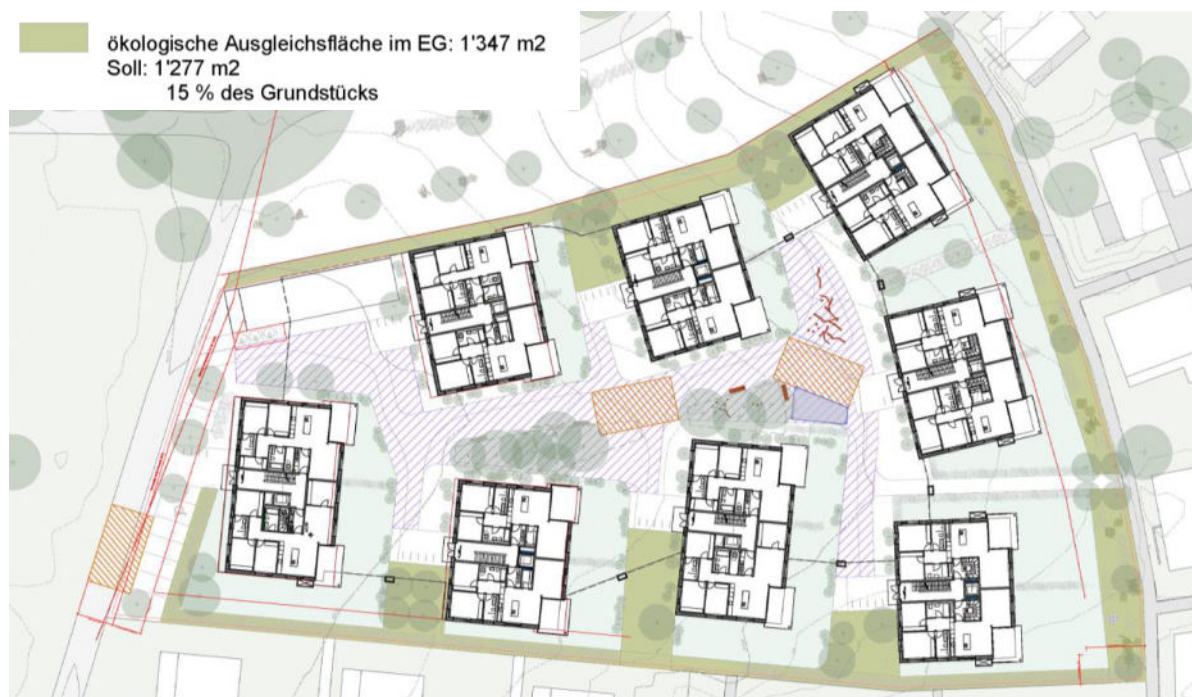 ökologische Ausgleichsfläche im EG: 1'347 m2
Soll: 1'277 m2
15 % des Grundstücks